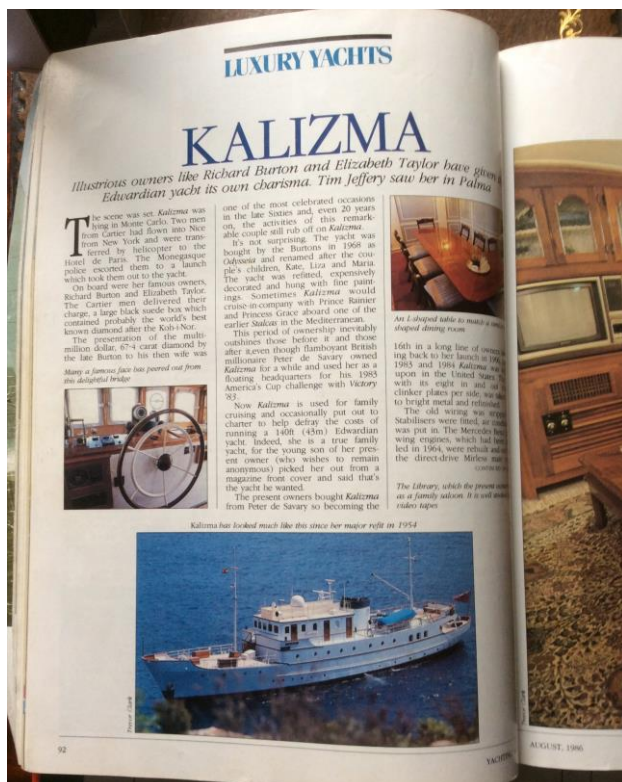 LUXURY YACHTS
KALIZMA
Illustrious owners like Richard Burton and Elizabeth Taylor have given
Edwardian yacht its own charisma. Tim Jeffery saw her in Palma
The scene was set. Kalizma was
lying in Monte Carlo. Two men
from Cartier had flown into Nice
from New York and were trans-
ferred by helicopter to the
Hotel de Paris. The Monegasque
police escorted them to a launch
which took them out to the yacht.
On board were her famous owners,
Richard Burton and Elizabeth Taylor.
The Cartier men delivered their
charge, a large black suede box which
contained probably the world's best
known diamond after the Koh-i-Nor.
The presentation of the multi-
million dollar, 67·4 carat diamond by
the late Burton to his then wife was
Many a famous face has peered out from
this delightful bridge
one of the most celebrated occasions
in the late Sixties and, even 20 years
on, the activities of this remark-
able couple still rub off on Kalizma.
It's not surprising. The yacht was
bought by the Burtons in 1968 as
Odysseia and renamed after the cou-
ple's children, Kate, Liza and Maria.
The yacht was refitted, expensively
decorated and hung with fine paint-
ings. Sometimes Kalizma would
cruise-in-company with Prince Rainier
and Princess Grace aboard one of the
earlier Stalcas in the Mediterranean.
This period of ownership inevitably
outshines those before it and those
after it,even though flamboyant British
millionaire Peter de Savary owned
Kalizma for a while and used her as a
floating headquarters for his 1983
America's Cup challenge with Victory
'83.
Now Kalizma is used for family
cruising and occasionally put out to
charter to help defray the costs of
running a 140ft (43m) Edwardian
yacht. Indeed, she is a true family
yacht, for the young son of her pres-
ent owner (who wishes to remain
anonymous) picked her out from a
magazine front cover and said that's
the yacht he wanted.
The present owners bought Kalizma
from Peter de Savary so becoming the
An L-shaped table to match a
shaped dining room
16th in a long line of owners
ing back to her launch in
1983 and 1984 Kalizma was
upon in the United States
with its eight in and out
clinker plates per side, was
to bright metal and refinished
The old wiring was
Stabilisers were fitted, air
was put in. The Mercedes Benz
wing engines, which had been
led in 1964, were rebuilt and
the direct-drive Mirlees
The Library, which the present
as a family saloon. It is well
video tapes
Kalizma has looked much like this since her major refit in 1954
Trevor Clark
92
YACHTING
AUGUST, 1986